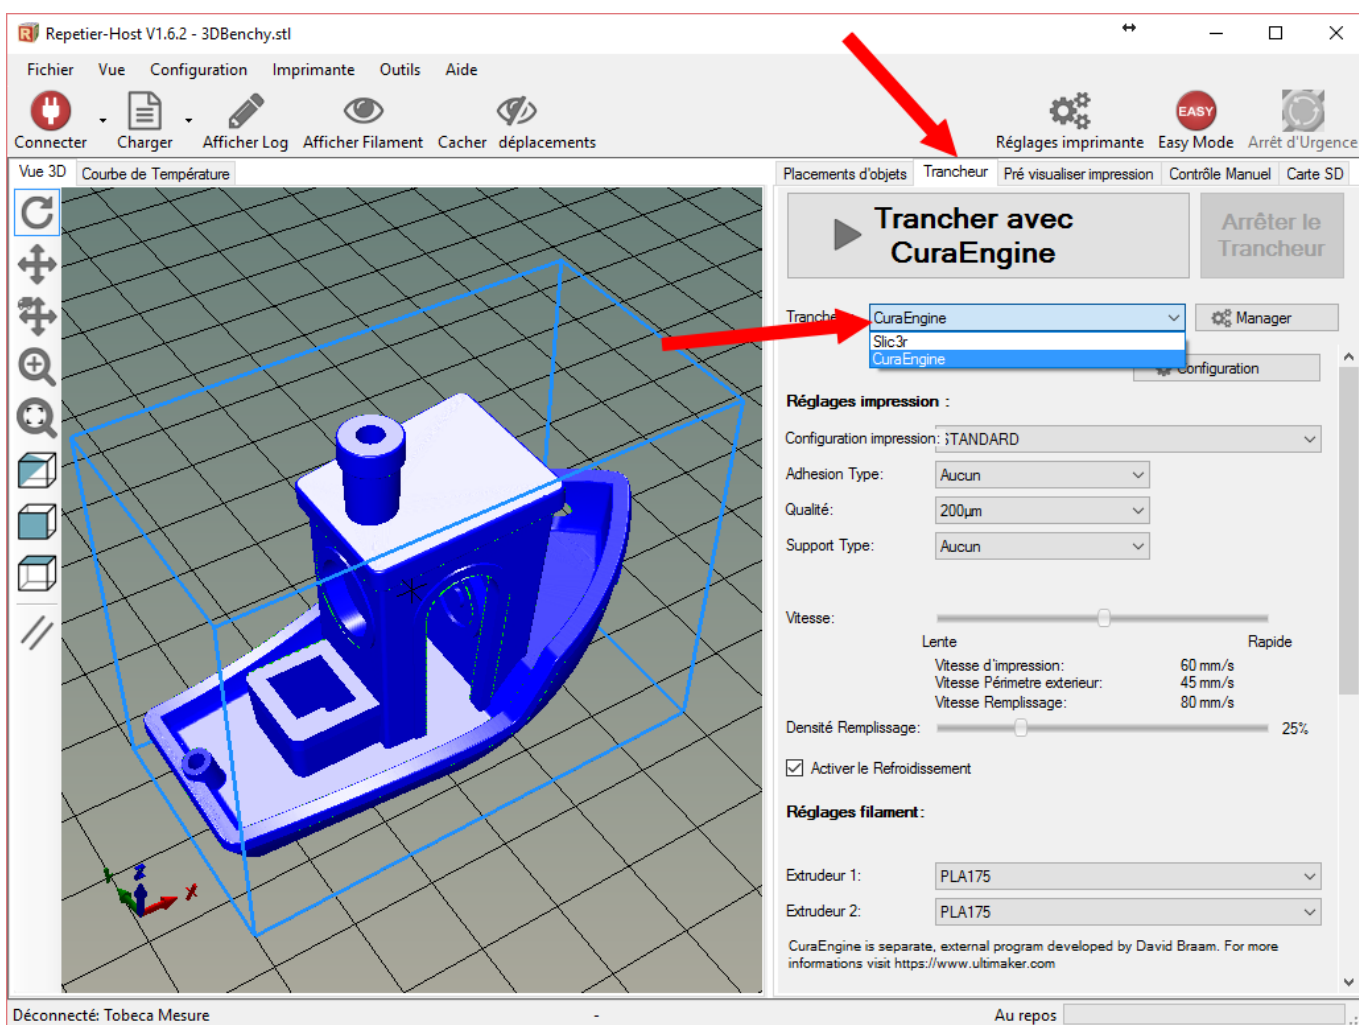 Repetier-Host V1.6.2 - 3DBenchy.stl
Fichier Vue Configuration Imprimante Outils Aide
EASY
Connecter Charger Afficher Log Afficher Filament Cacher déplacements Réglages imprimante Easy Mode Arrêt d'Urgence
Vue 3D Courbe de Température
Placements d'objets Trancheur Pré visualiser impression Contrôle Manuel Carte SD
Trancher avec
CuraEngine
Arrêter le
Trancheur
CuraEngine Manager
Slic3r
CuraEngine
Configuration
Réglages impression :
Configuration impression: STANDARD
Adhesion Type: Aucun
Qualité: 200µm
Support Type: Aucun
Vitesse:
Lente Rapide
Vitesse d'impression: 60 mm/s
Vitesse Périmetre exterieur: 45 mm/s
Vitesse Remplissage: 80 mm/s
Densité Remplissage: 25%
Activer le Refroidissement
Réglages filament:
Extrudeur 1: PLA175
Extrudeur 2: PLA175
CuraEngine is separate, external program developed by David Braam. For more
informations visit https://www.ultimaker.com
Y Z X
Déconnecté: Tobeca Mesure - Au repos